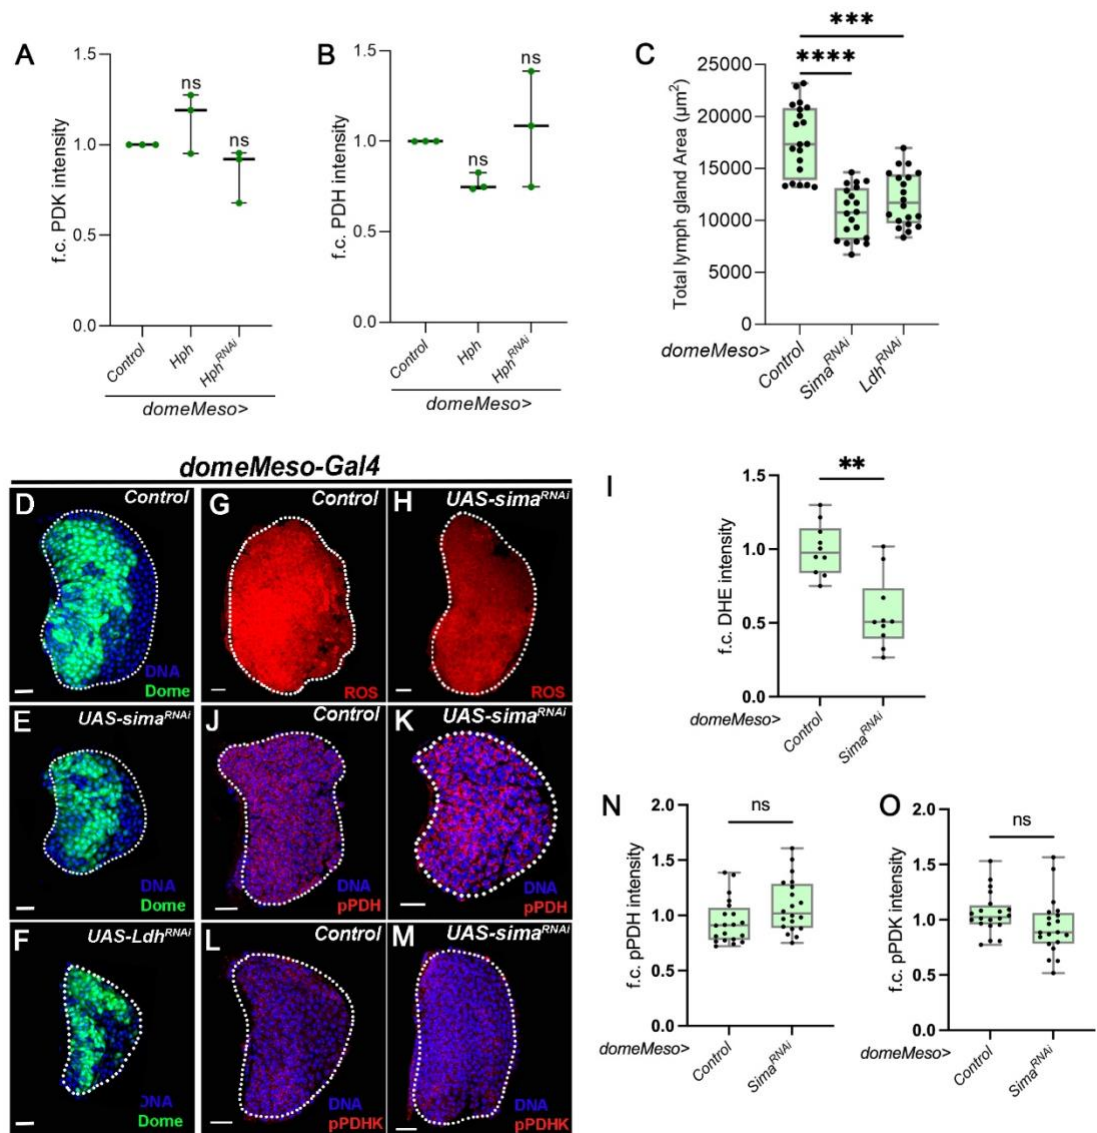 A
f.c. PDK intensity
1.5
1.0
0.5
0.0
ns
ns
Control
Hph
Hph^RNAi
domeMeso>
B
f.c. PDH intensity
1.5
1.0
0.5
0.0
ns
ns
Control
Hph
Hph^RNAi
domeMeso>
C
Total lymph gland Area (µm²)
25000
20000
15000
10000
5000
0
***
****
domeMeso>
Control
Sima^RNAi
Ldh^RNAi
domeMeso-Gal4
D
Control
DNA
Dome
G
Control
ROS
H
UAS-sima^RNAi
ROS
I
f.c. DHE intensity
1.5
1.0
0.5
0.0
**
domeMeso>
Control
Sima^RNAi
E
UAS-sima^RNAi
DNA
Dome
J
Control
DNA
pPDH
K
UAS-sima^RNAi
DNA
pPDH
F
UAS-Ldh^RNAi
DNA
Dome
L
Control
DNA
pPDHK
M
UAS-sima^RNAi
DNA
pPDHK
N
f.c. pPDH intensity
2.0
1.5
1.0
0.5
0.0
ns
domeMeso>
Control
Sima^RNAi
O
f.c. pPDK intensity
2.0
1.5
1.0
0.5
0.0
ns
domeMeso>
Control
Sima^RNAi